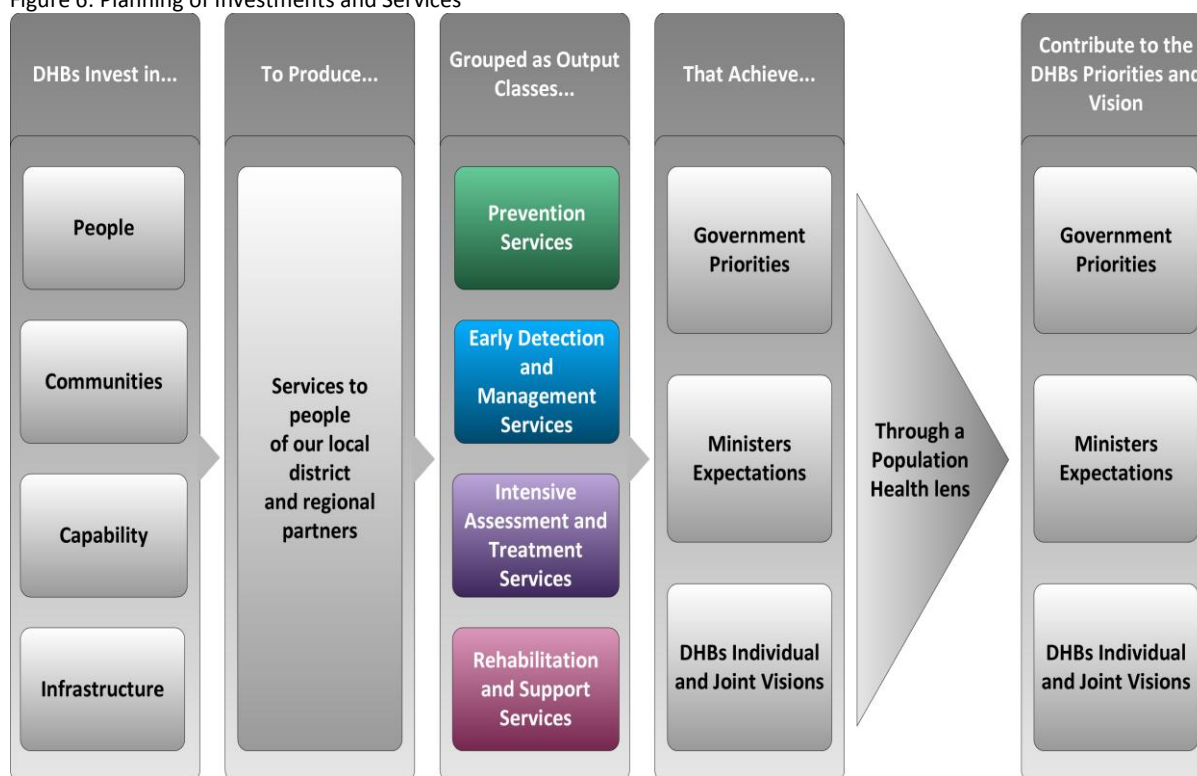 Figure 6: Planning of Investments and Services
DHBs Invest in...
People
Communities
Capability
Infrastructure
To Produce...
Services to
people
of our local
district
and regional
partners
Grouped as Output
Classes...
Prevention
Services
Early Detection
and
Management
Services
Intensive
Assessment and
Treatment
Services
Rehabilitation
and Support
Services
That Achieve...
Government
Priorities
Ministers
Expectations
DHBs Individual
and Joint Visions
Through a
Population
Health lens
Contribute to the
DHBs Priorities and
Vision
Government
Priorities
Ministers
Expectations
DHBs Individual
and Joint Visions